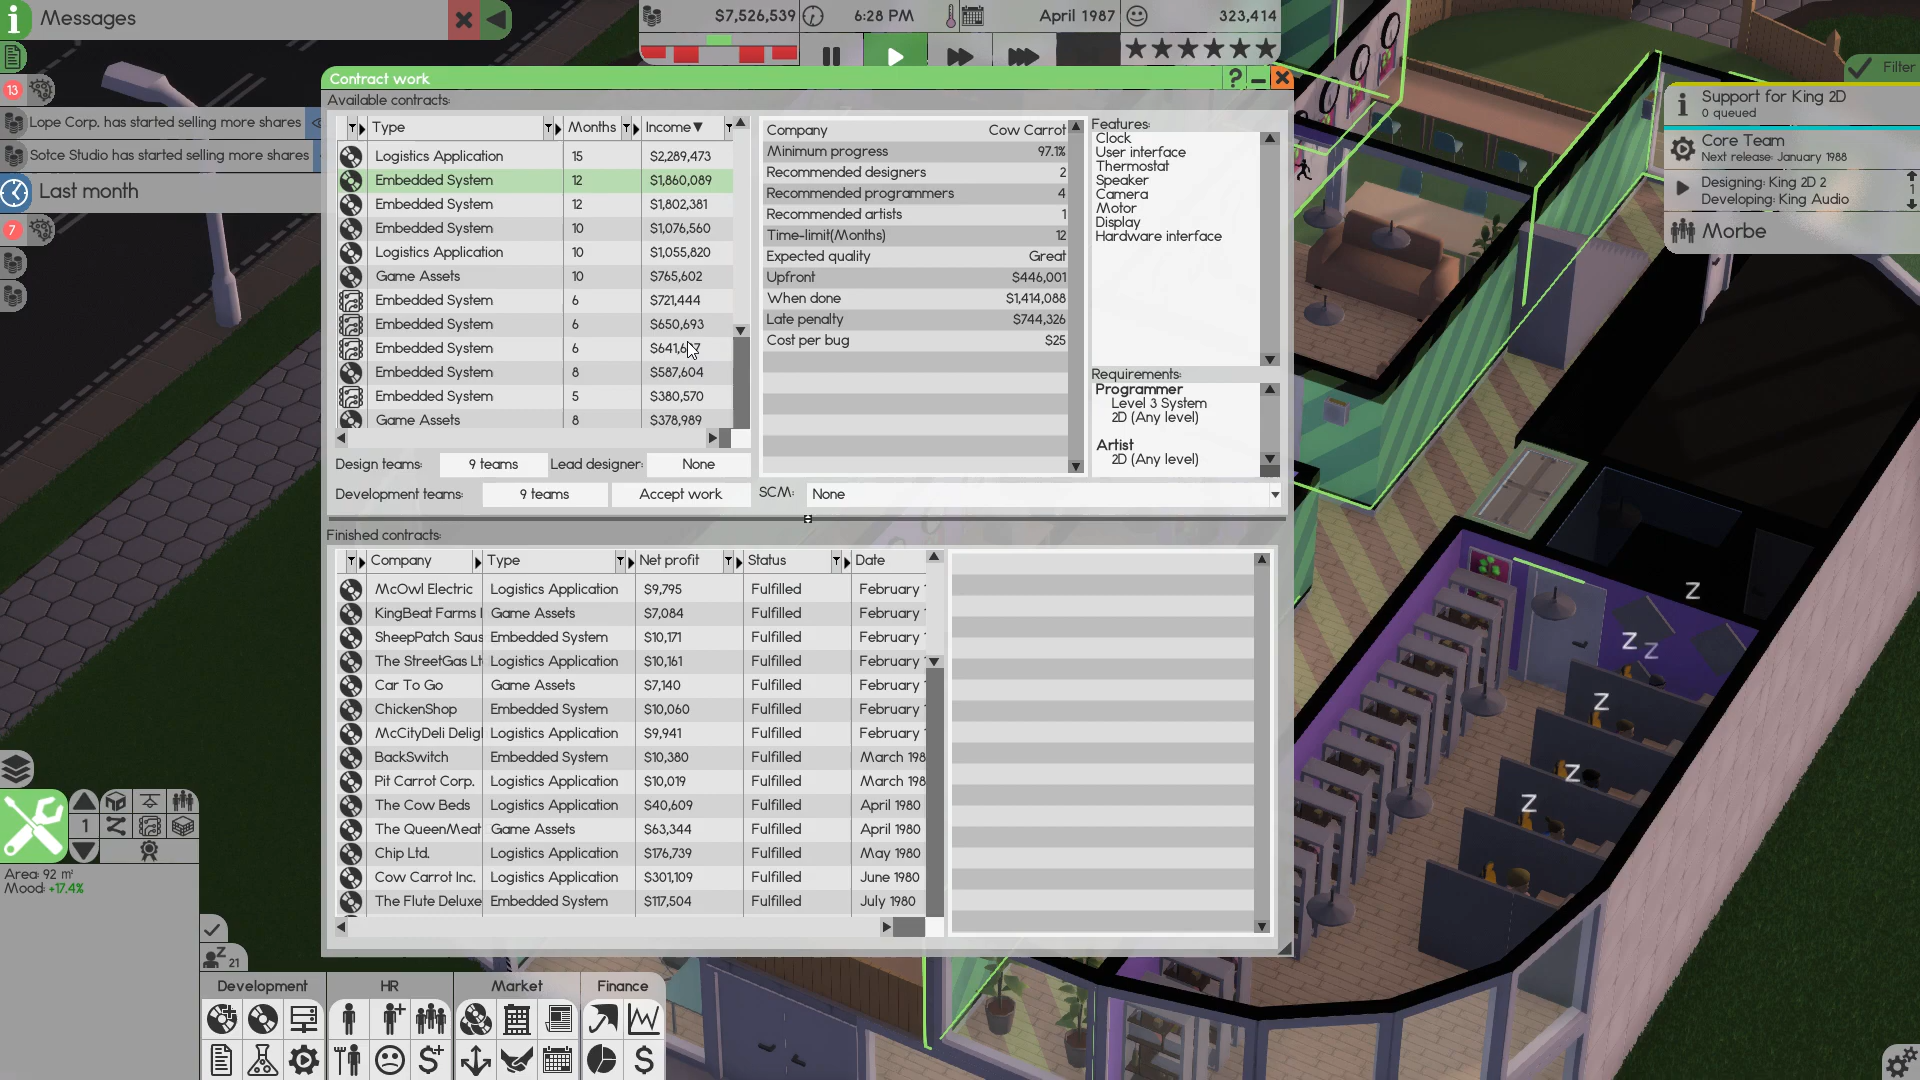 Messages
$7,526,539
6:28 PM
April 1987
323,414
13
Lope Corp. has started selling more shares
Sotce Studio has started selling more shares
Last month
7
Filter
Support for King 2D
0 queued
Core Team
Next release: January 1988
Designing: King 2D 2
Developing: King Audio
1
Morbe
Contract work
?
Available contracts:
Type Months Income
Logistics Application 15 $2,289,473
Embedded System 12 $1,860,089
Embedded System 12 $1,802,381
Embedded System 10 $1,076,560
Logistics Application 10 $1,055,820
Game Assets 10 $765,602
Embedded System 6 $721,444
Embedded System 6 $650,693
Embedded System 6
Embedded System 8 $587,604
Embedded System 5 $380,570
Game Assets 8 $378,989
Company Cow Carrot
Minimum progress 97.1%
Recommended designers 2
Recommended programmers 4
Recommended artists 1
Time-limit(Months) 12
Expected quality Great
Upfront $446,001
When done $1,414,088
Late penalty $744,326
Cost per bug $25
Features:
Clock
User interface
Thermostat
Speaker
Camera
Motor
Display
Hardware interface
Requirements:
Programmer
Level 3 System
2D (Any level)
Artist
2D (Any level)
Design teams: 9 teams Lead designer: None
Development teams: 9 teams Accept work SCM: None
Finished contracts:
Company Type Net profit Status Date
McOwl Electric Logistics Application $9,795 Fulfilled February
KingBeat Farms Game Assets $7,084 Fulfilled February
SheepPatch Saus Embedded System $10,171 Fulfilled February
The StreetGas Lt Logistics Application $10,161 Fulfilled February
Car To Go Game Assets $7,140 Fulfilled February
ChickenShop Embedded System $10,060 Fulfilled February
McCityDeli Delig Logistics Application $9,941 Fulfilled February
BackSwitch Embedded System $10,380 Fulfilled March 198
Pit Carrot Corp. Logistics Application $10,019 Fulfilled March 198
The Cow Beds Logistics Application $40,609 Fulfilled April 1980
The QueenMeat Game Assets $63,344 Fulfilled April 1980
Chip Ltd. Logistics Application $176,739 Fulfilled May 1980
Cow Carrot Inc. Logistics Application $301,109 Fulfilled June 1980
The Flute Deluxe Embedded System $117,504 Fulfilled July 1980
1
Area: 92 m²
Mood: +17.4%
Z 21
Development HR Market Finance
Z
Z
Z
Z
Z
Z